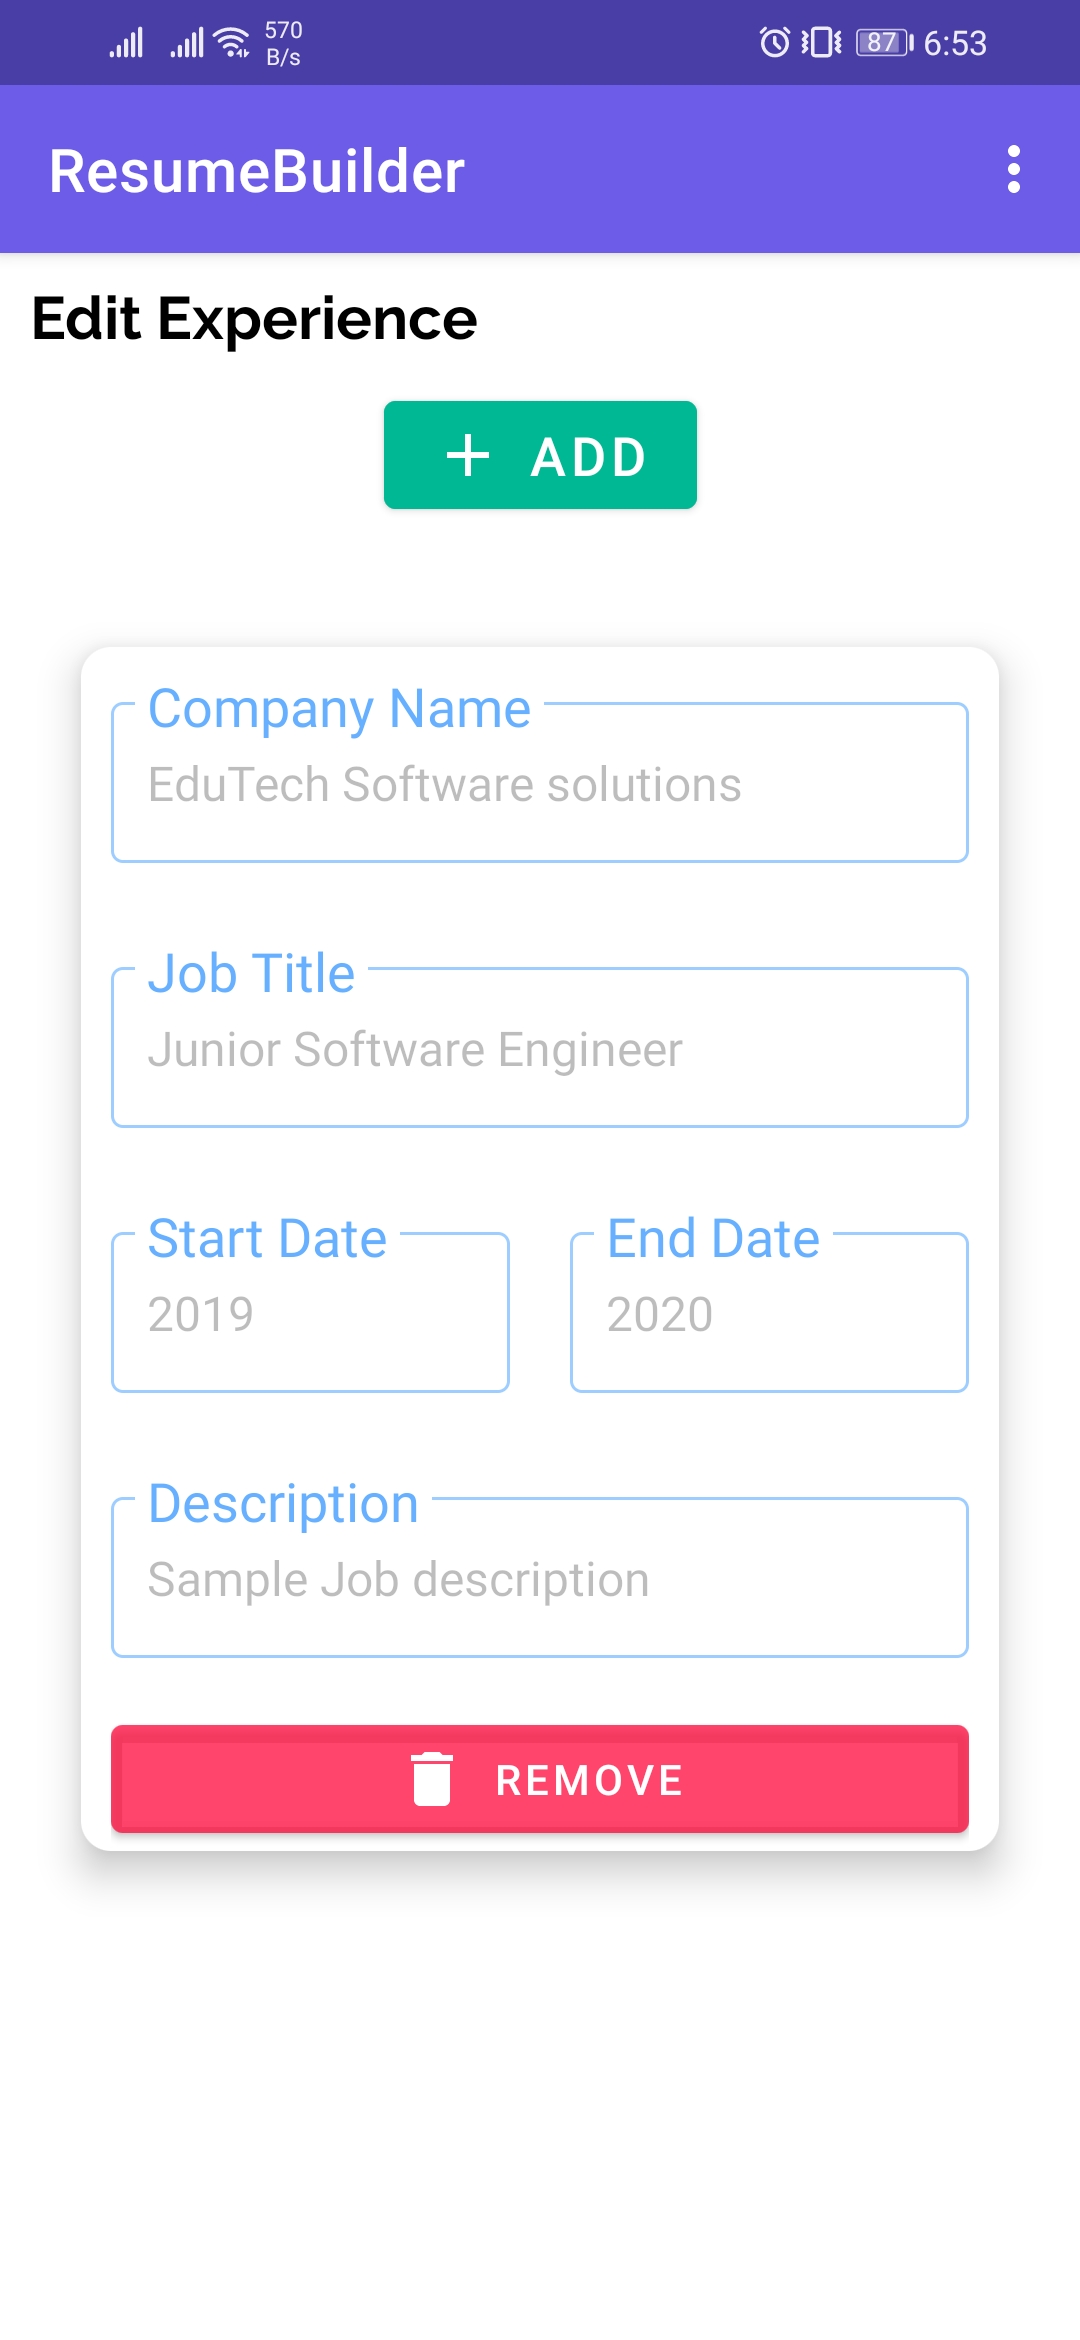 570
B/s
87
6:53
ResumeBuilder
Edit Experience
ADD
Company Name
EduTech Software solutions
Job Title
Junior Software Engineer
Start Date
End Date
2019
2020
Description
Sample Job description
REMOVE